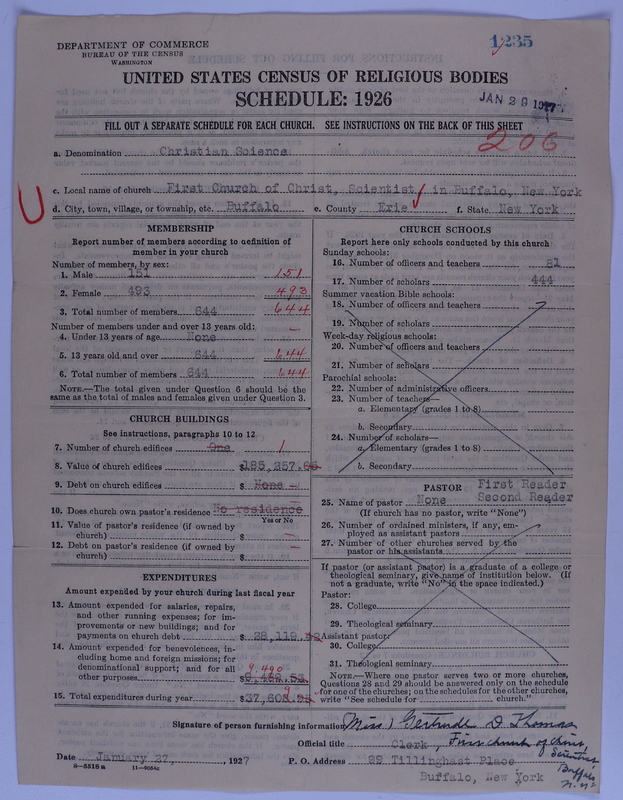 DEPARTMENT OF COMMERCE
BUREAU OF THE CENSUS
WASHINGTON
1,235
UNITED STATES CENSUS OF RELIGIOUS BODIES
SCHEDULE: 1926
JAN 29 1927
FILL OUT A SEPARATE SCHEDULE FOR EACH CHURCH. SEE INSTRUCTIONS ON THE BACK OF THIS SHEET
206
a. Denomination Christian Science
c. Local name of church First Church of Christ, Scientist, in Buffalo, New York
d. City, town, village, or township, etc. Buffalo e. County Erie f. State New York
MEMBERSHIP
Report number of members according to definition of
member in your church
Number of members, by sex:
1. Male 151 151
2. Female 493 493
3. Total number of members 644 644
Number of members under and over 13 years old:
4. Under 13 years of age None —
5. 13 years old and over 644 644
6. Total number of members 644 644
NOTE.—The total given under Question 6 should be the
same as the total of males and females given under Question 3.
CHURCH BUILDINGS
See instructions, paragraphs 10 to 12
7. Number of church edifices One 1
8. Value of church edifices $185,257.
9. Debt on church edifices $ None —
10. Does church own pastor's residence No residence —
Yes or No
11. Value of pastor's residence (if owned by
church) $ —
12. Debt on pastor's residence (if owned by
church) $ —
EXPENDITURES
Amount expended by your church during last fiscal year
13. Amount expended for salaries, repairs,
and other running expenses; for im-
provements or new buildings; and for
payments on church debt $ 28,119.
14. Amount expended for benevolences, in-
cluding home and foreign missions; for
denominational support; and for all
other purposes 9,490 $
15. Total expenditures during year $37,60
CHURCH SCHOOLS
Report here only schools conducted by this church
Sunday schools:
16. Number of officers and teachers 81
17. Number of scholars 444
Summer vacation Bible schools:
18. Number of officers and teachers
19. Number of scholars
Week-day religious schools:
20. Number of officers and teachers
21. Number of scholars
Parochial schools:
22. Number of administrative officers
23. Number of teachers—
a. Elementary (grades 1 to 8)
b. Secondary
24. Number of scholars—
a. Elementary (grades 1 to 8)
b. Secondary
PASTOR First Reader
25. Name of pastor None Second Reader
(If church has no pastor, write "None")
26. Number of ordained ministers, if any, em-
ployed as assistant pastors
27. Number of other churches served by the
pastor or his assistants
If pastor (or assistant pastor) is a graduate of a college or
theological seminary, give name of institution below. (If
not a graduate, write "No" in the space indicated.)
Pastor:
28. College
29. Theological seminary
Assistant pastor:
30. College
31. Theological seminary
NOTE.—Where one pastor serves two or more churches,
Questions 28 and 29 should be answered only on the schedule
for one of the churches; on the schedules for the other churches,
write "See schedule for church.
Signature of person furnishing information Miss Gertrude D. Thomas
Official title Clerk, First Church of Christ,
Scientist,
Buffalo,
N.Y.
Date January 27, 1927 P. O. Address 29 Tillinghast Place
8—5518a 11—9054a
Buffalo, New York